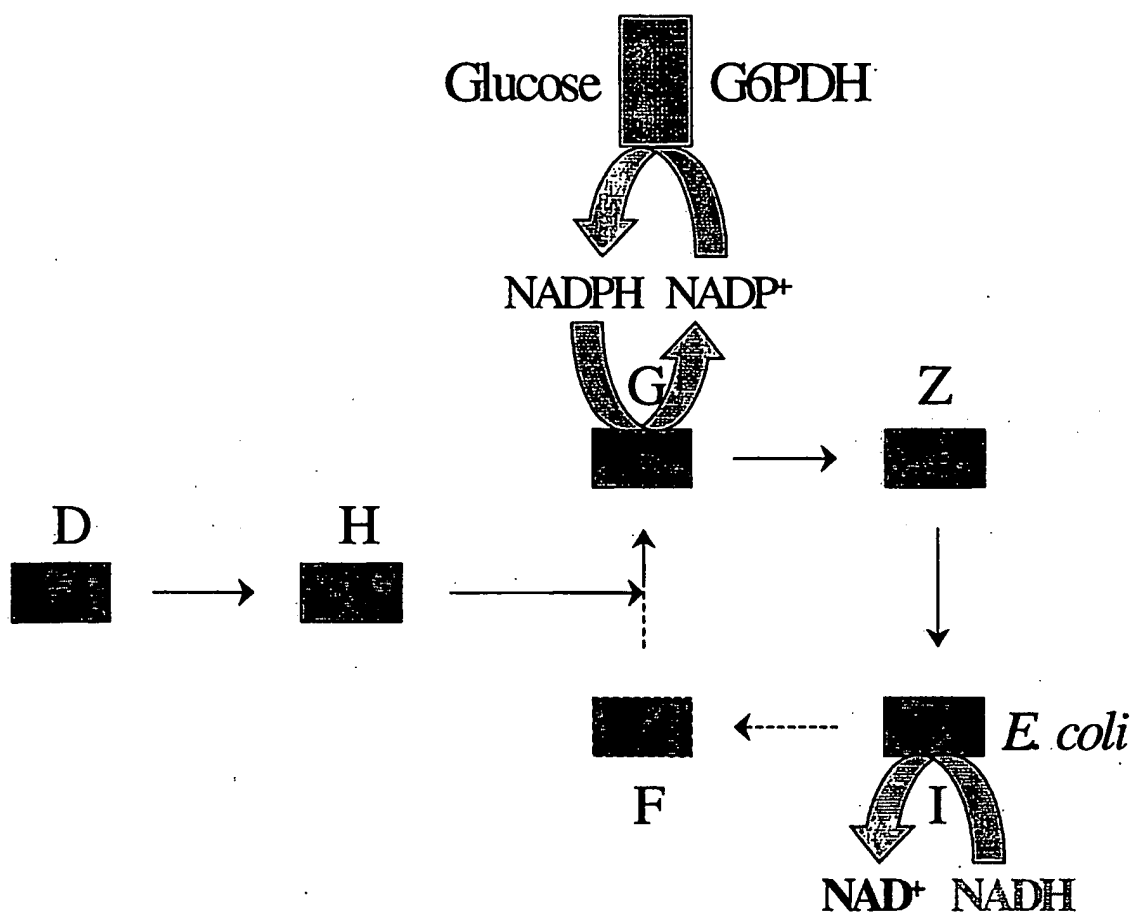 Glucose G6PDH
NADPH NADP+
G Z
D H
E. coli
F I
NAD+ NADH